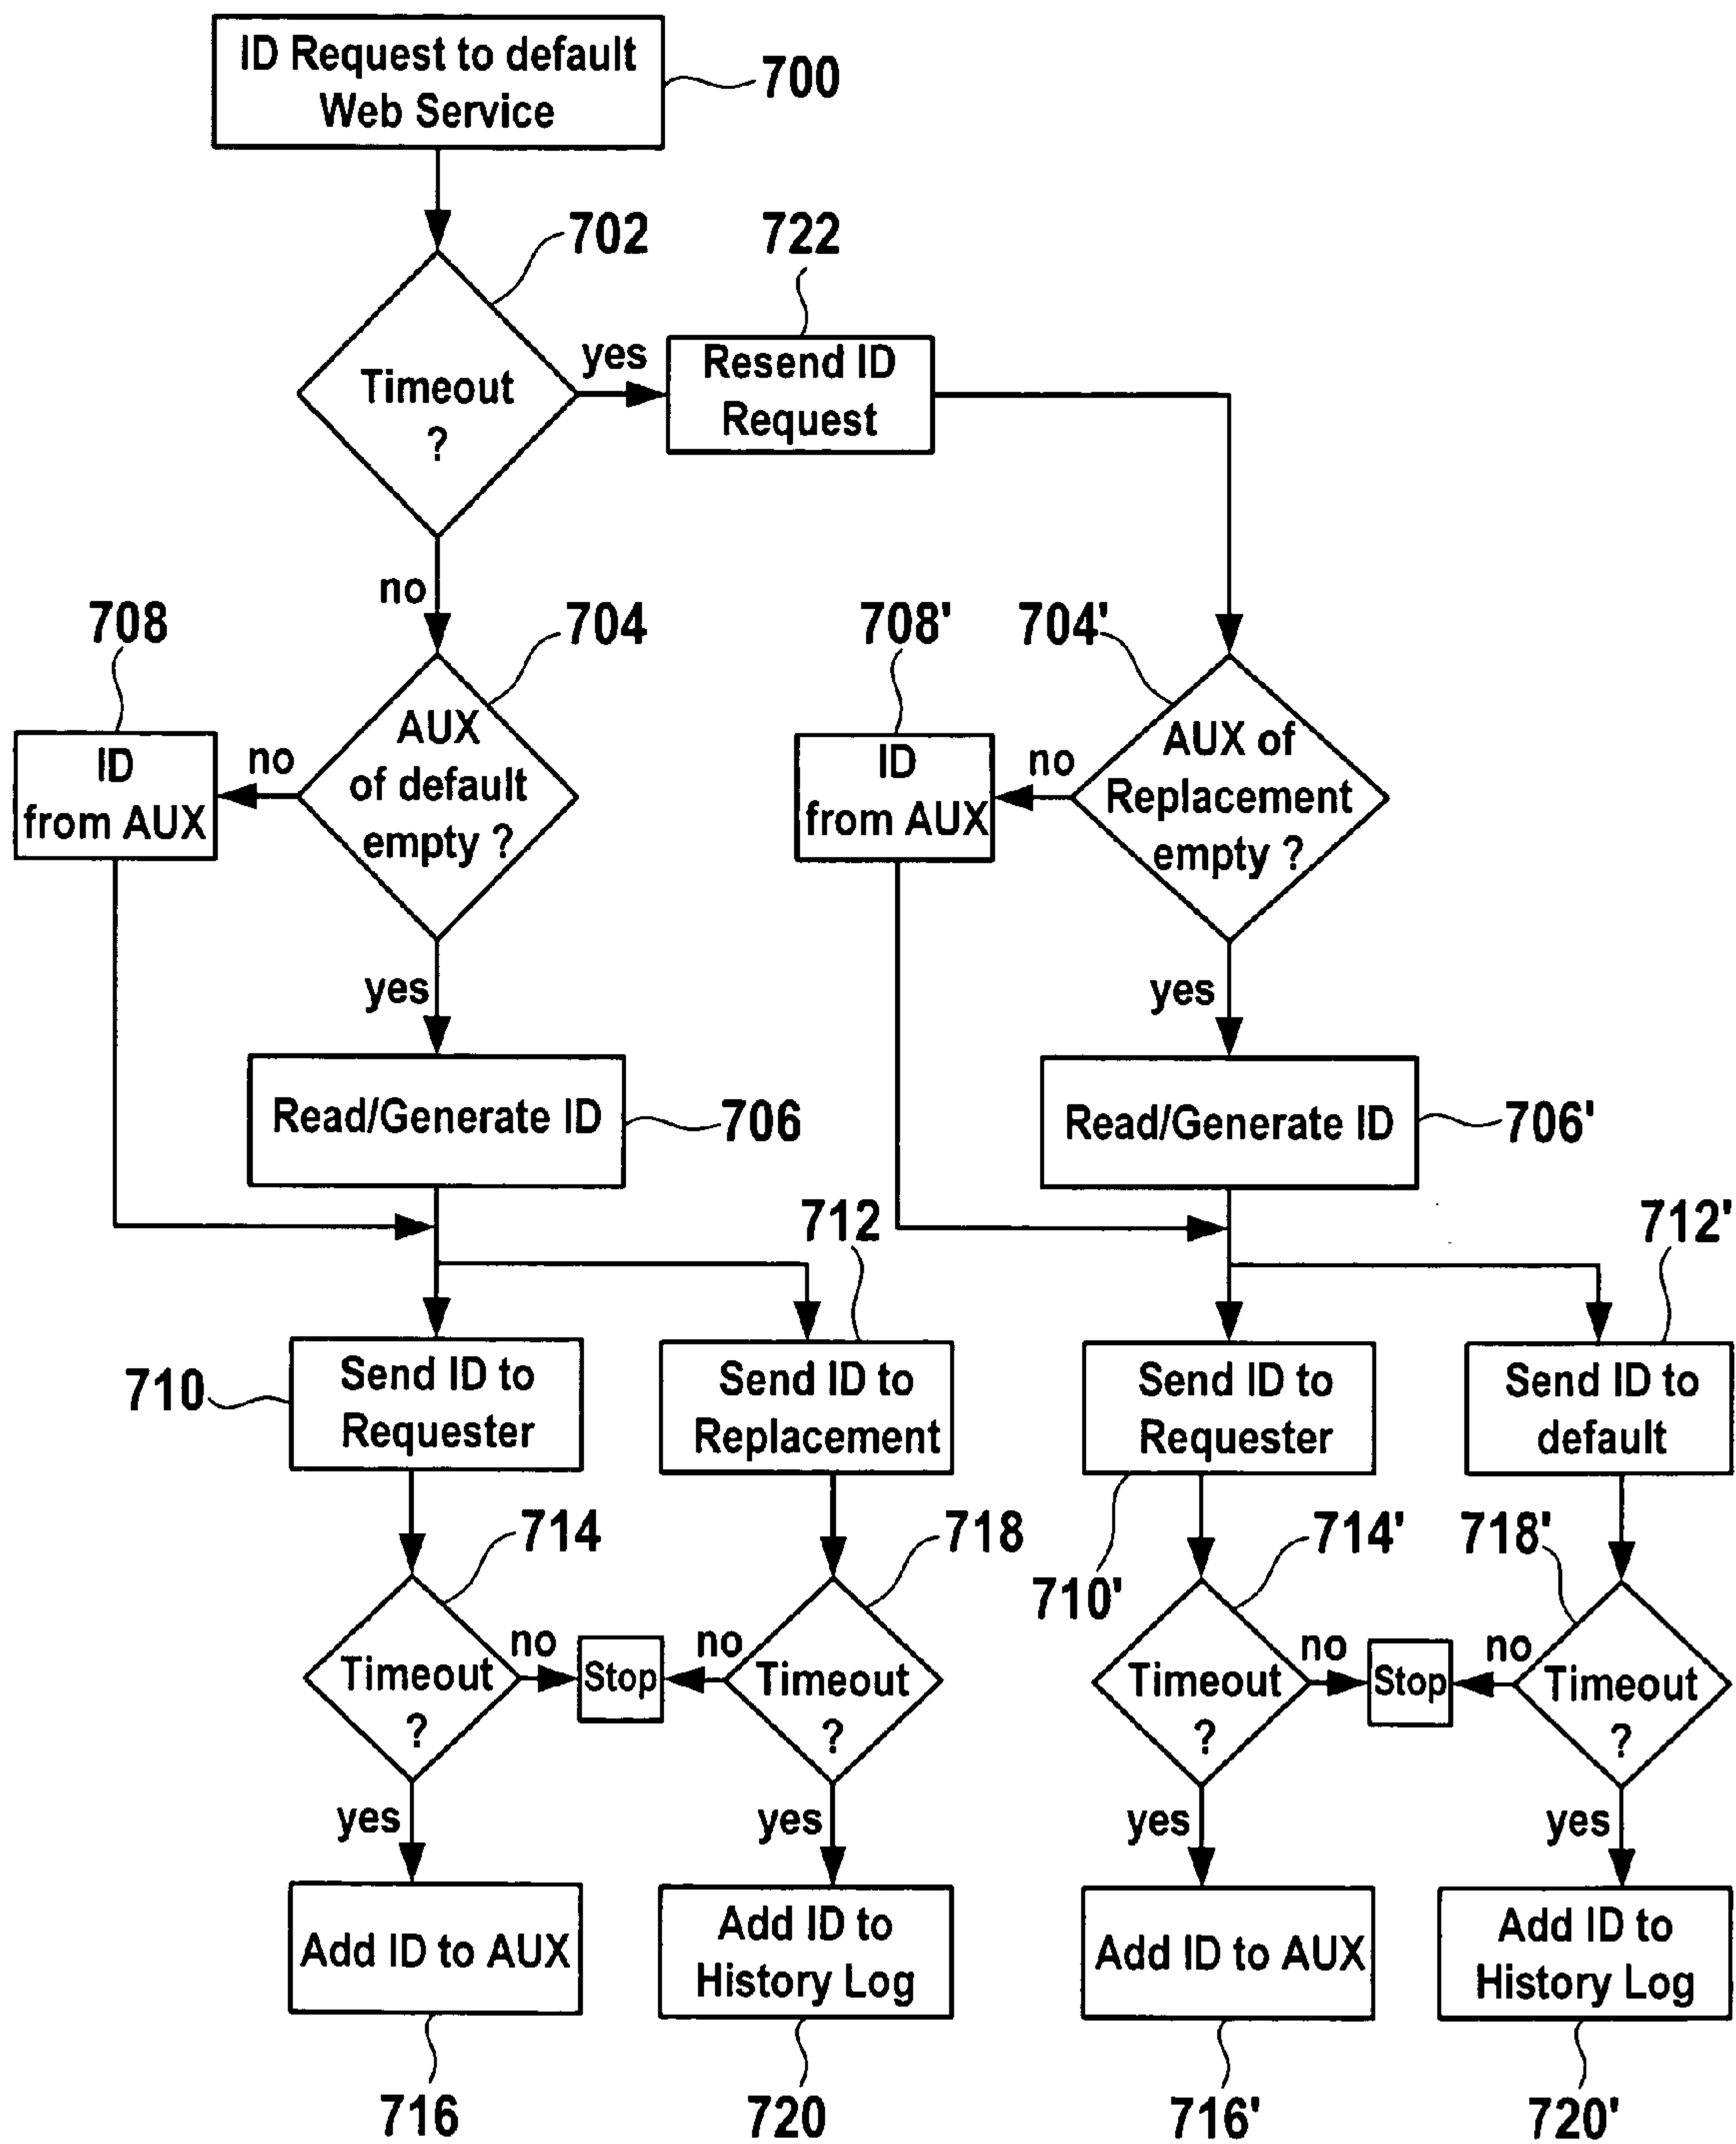 ID Request to default
Web Service
700
702
722
Timeout
?
yes
Resend ID
Request
no
708
704
708'
704'
ID
from AUX
no
AUX
of default
empty ?
ID
from AUX
no
AUX of
Replacement
empty ?
yes
yes
Read/Generate ID
706
Read/Generate ID
706'
712
712'
710
Send ID to
Requester
Send ID to
Replacement
Send ID to
Requester
Send ID to
default
714
718
710'
714'
718'
Timeout
?
no
Stop
no
Timeout
?
Timeout
?
no
Stop
no
Timeout
?
yes
yes
yes
yes
Add ID to AUX
Add ID to
History Log
Add ID to AUX
Add ID to
History Log
716
720
716'
720'